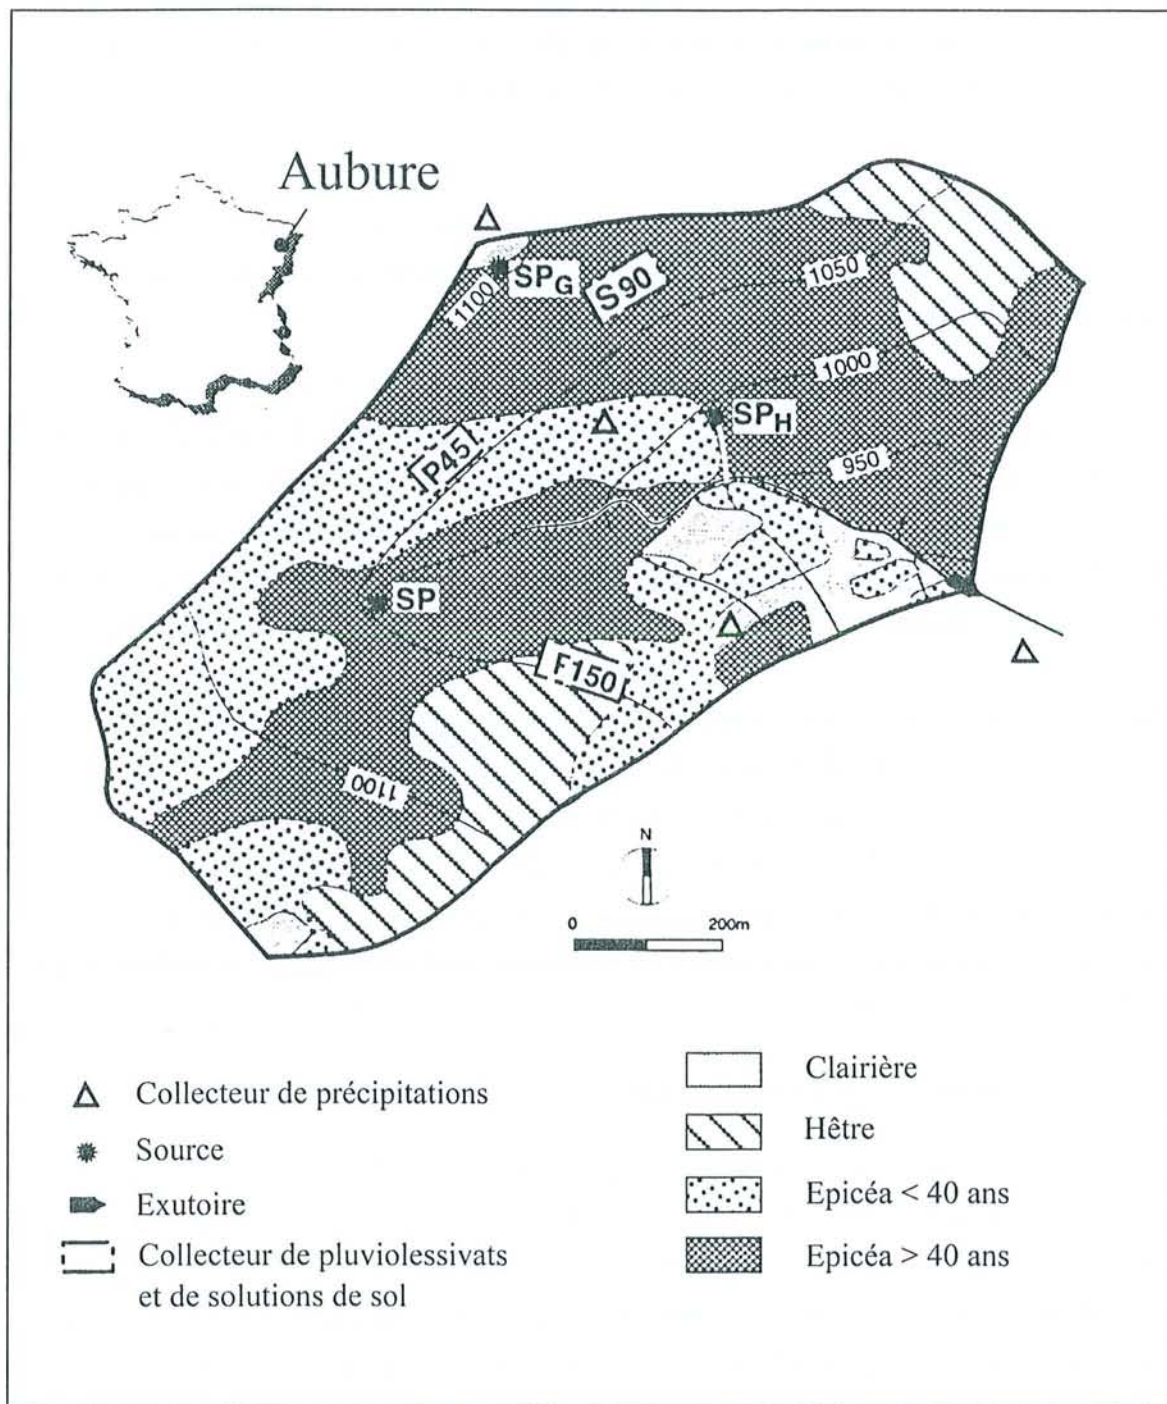 Aubure
SPG
1100
S90
1050
1000
SPH
P45
950
SP
F150
1100
N
0 200m
Collecteur de précipitations
Source
Exutoire
Collecteur de pluviolessivats
et de solutions de sol
Clairière
Hêtre
Epicéa < 40 ans
Epicéa > 40 ans